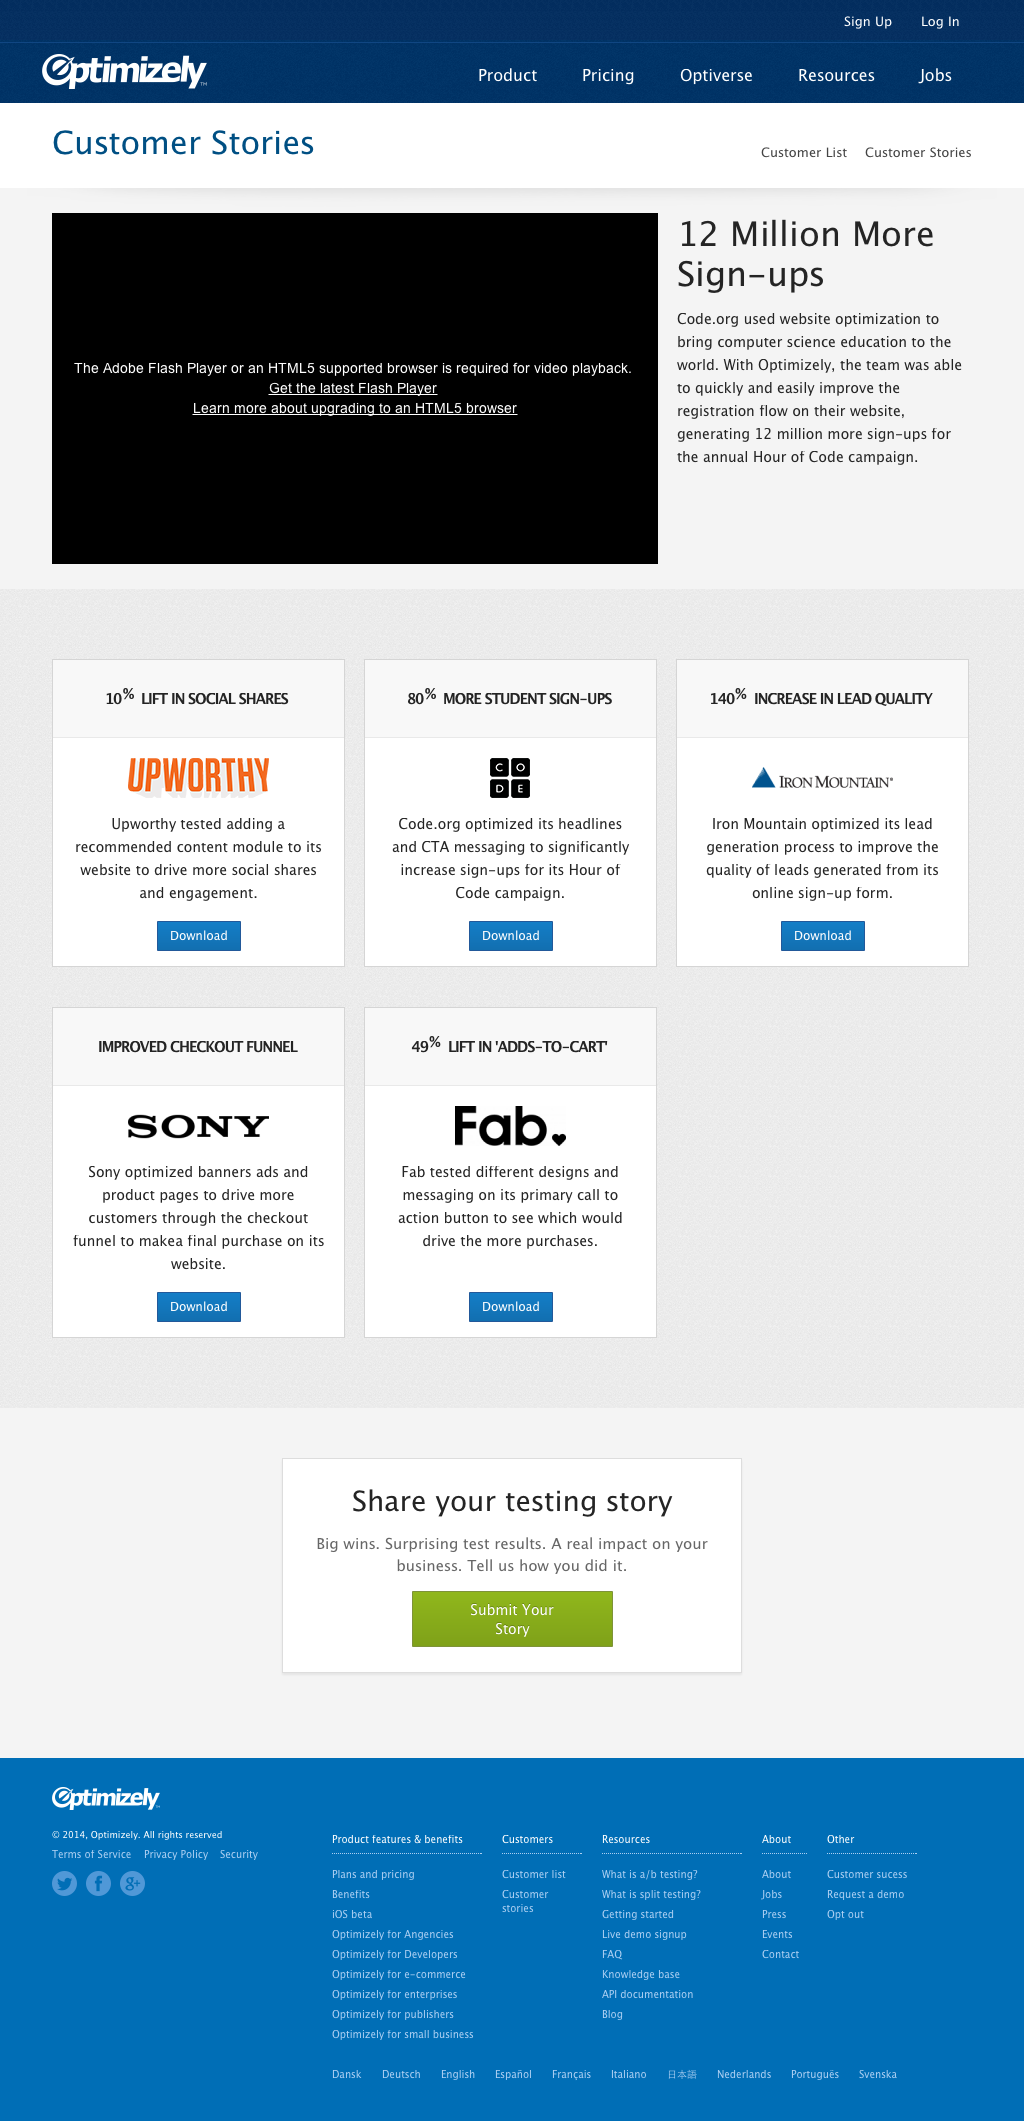 Sign Up Log In
Optimizely
Product Pricing Optiverse Resources Jobs
Customer Stories
Customer List Customer Stories
The Adobe Flash Player or an HTML5 supported browser is required for video playback.
Get the latest Flash Player
Learn more about upgrading to an HTML5 browser
12 Million More
Sign-ups
Code.org used website optimization to
bring computer science education to the
world. With Optimizely, the team was able
to quickly and easily improve the
registration flow on their website,
generating 12 million more sign-ups for
the annual Hour of Code campaign.
10% LIFT IN SOCIAL SHARES
UPWORTHY
Upworthy tested adding a
recommended content module to its
website to drive more social shares
and engagement.
Download
80% MORE STUDENT SIGN-UPS
C O
D E
Code.org optimized its headlines
and CTA messaging to significantly
increase sign-ups for its Hour of
Code campaign.
Download
140% INCREASE IN LEAD QUALITY
IRON MOUNTAIN®
Iron Mountain optimized its lead
generation process to improve the
quality of leads generated from its
online sign-up form.
Download
IMPROVED CHECKOUT FUNNEL
SONY
Sony optimized banners ads and
product pages to drive more
customers through the checkout
funnel to makea final purchase on its
website.
Download
49% LIFT IN 'ADDS-TO-CART'
Fab.
Fab tested different designs and
messaging on its primary call to
action button to see which would
drive the more purchases.
Download
Share your testing story
Big wins. Surprising test results. A real impact on your
business. Tell us how you did it.
Submit Your
Story
Optimizely
© 2014, Optimizely. All rights reserved
Terms of Service Privacy Policy Security
Product features & benefits
Plans and pricing
Benefits
iOS beta
Optimizely for Angencies
Optimizely for Developers
Optimizely for e-commerce
Optimizely for enterprises
Optimizely for publishers
Optimizely for small business
Customers
Customer list
Customer
stories
Resources
What is a/b testing?
What is split testing?
Getting started
Live demo signup
FAQ
Knowledge base
API documentation
Blog
About
About
Jobs
Press
Events
Contact
Other
Customer sucess
Request a demo
Opt out
Dansk Deutsch English Español Français Italiano 日本語 Nederlands Português Svenska